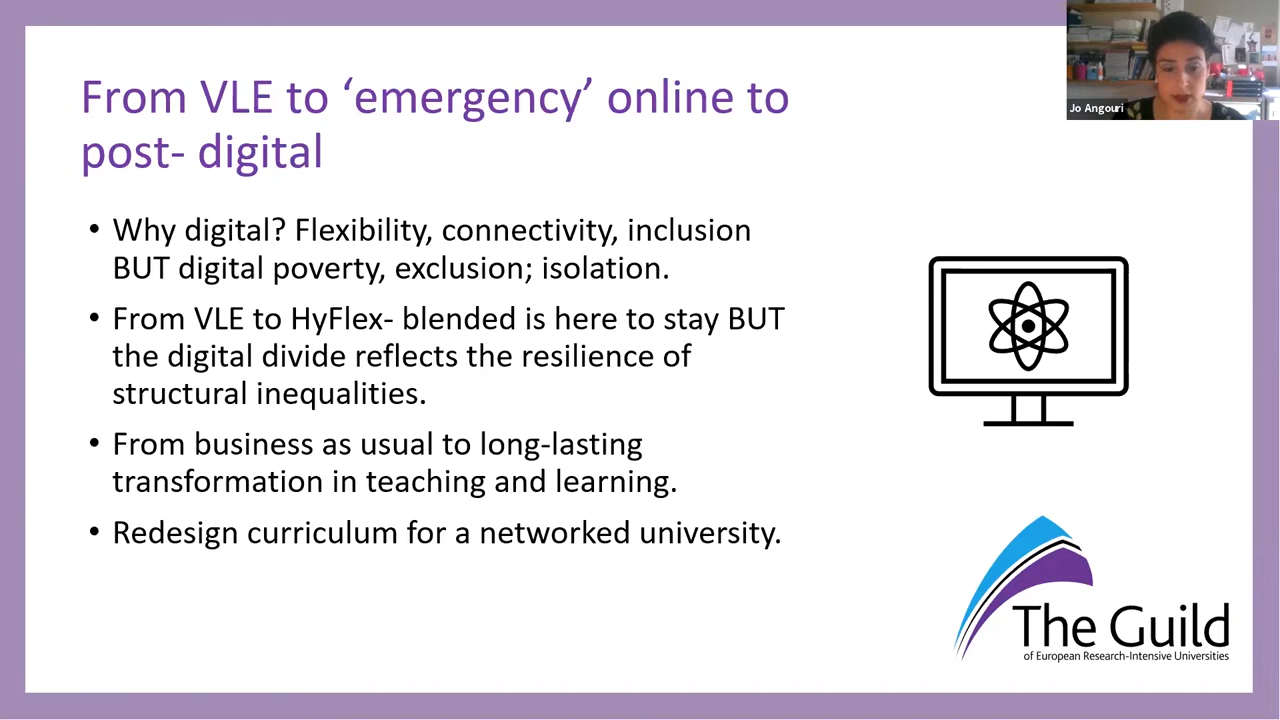 From VLE to ‘emergency’ online to
post- digital
• Why digital? Flexibility, connectivity, inclusion
BUT digital poverty, exclusion; isolation.
• From VLE to HyFlex- blended is here to stay BUT
the digital divide reflects the resilience of
structural inequalities.
• From business as usual to long-lasting
transformation in teaching and learning.
• Redesign curriculum for a networked university.
Jo Angouri
The Guild
of European Research-Intensive Universities